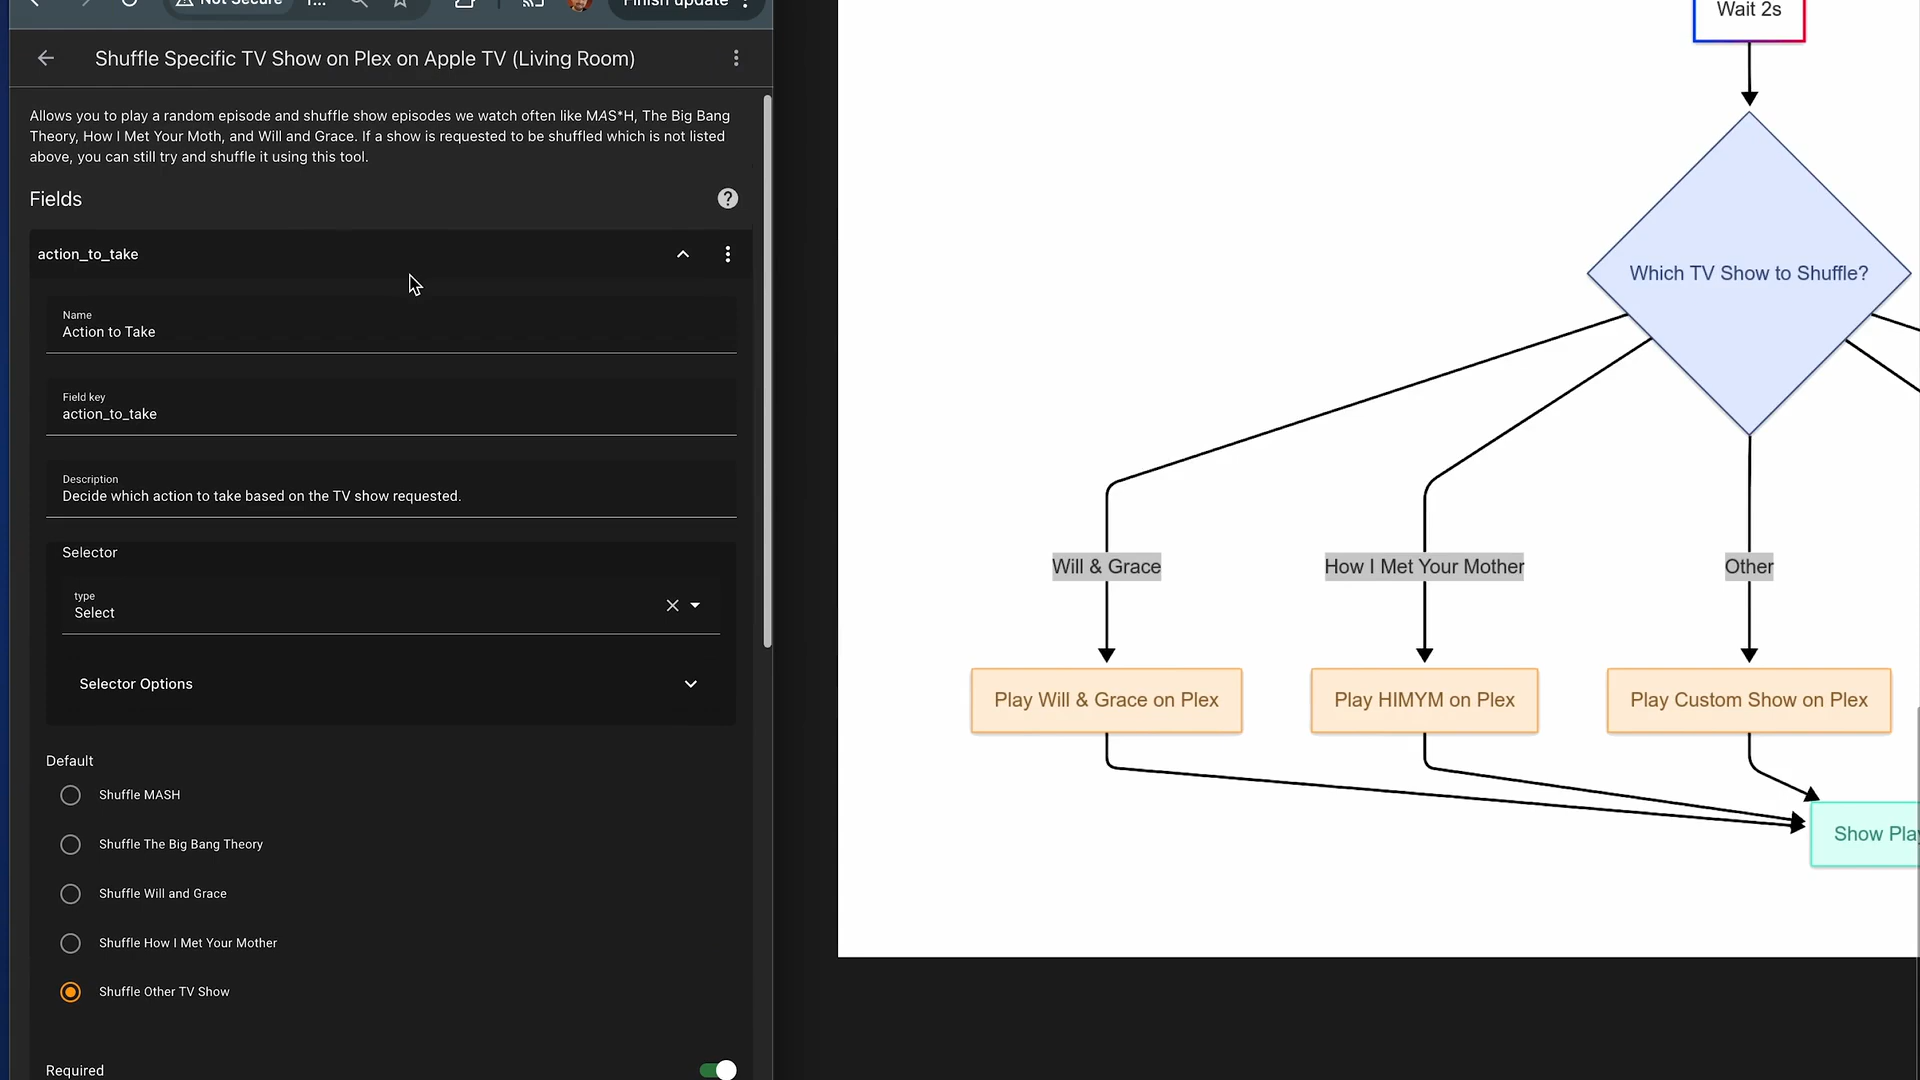 Not Secure
Finish update
Shuffle Specific TV Show on Plex on Apple TV (Living Room)
Allows you to play a random episode and shuffle show episodes we watch often like MAS*H, The Big Bang
Theory, How I Met Your Moth, and Will and Grace. If a show is requested to be shuffled which is not listed
above, you can still try and shuffle it using this tool.
Fields
?
action_to_take
Name
Action to Take
Field key
action_to_take
Description
Decide which action to take based on the TV show requested.
Selector
type
Select
Selector Options
Default
Shuffle MASH
Shuffle The Big Bang Theory
Shuffle Will and Grace
Shuffle How I Met Your Mother
Shuffle Other TV Show
Required
Wait 2s
Which TV Show to Shuffle?
Will & Grace
How I Met Your Mother
Other
Play Will & Grace on Plex
Play HIMYM on Plex
Play Custom Show on Plex
Show Play